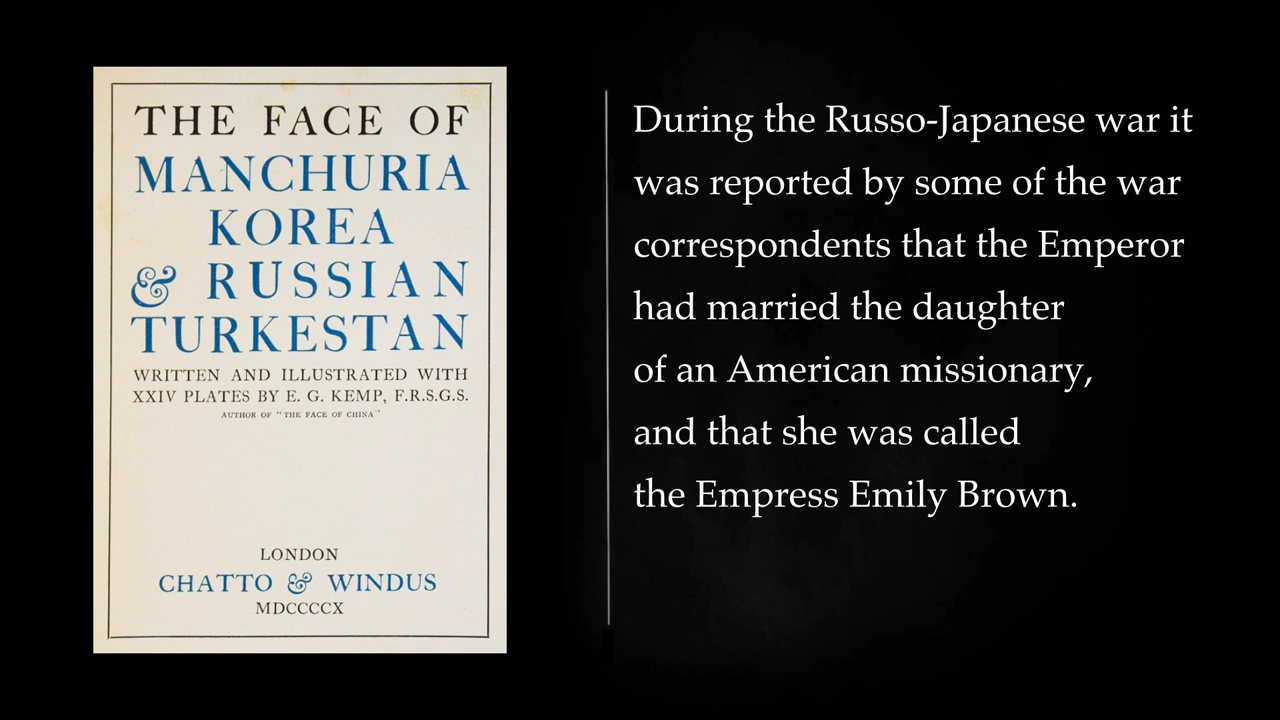 THE FACE OF
MANCHURIA
KOREA
& RUSSIAN
TURKESTAN
WRITTEN AND ILLUSTRATED WITH
XXIV PLATES BY E. G. KEMP, F.R.S.G.S.
AUTHOR OF "THE FACE OF CHINA"
LONDON
CHATTO & WINDUS
MDCCCCX
During the Russo-Japanese war it
was reported by some of the war
correspondents that the Emperor
had married the daughter
of an American missionary,
and that she was called
the Empress Emily Brown.